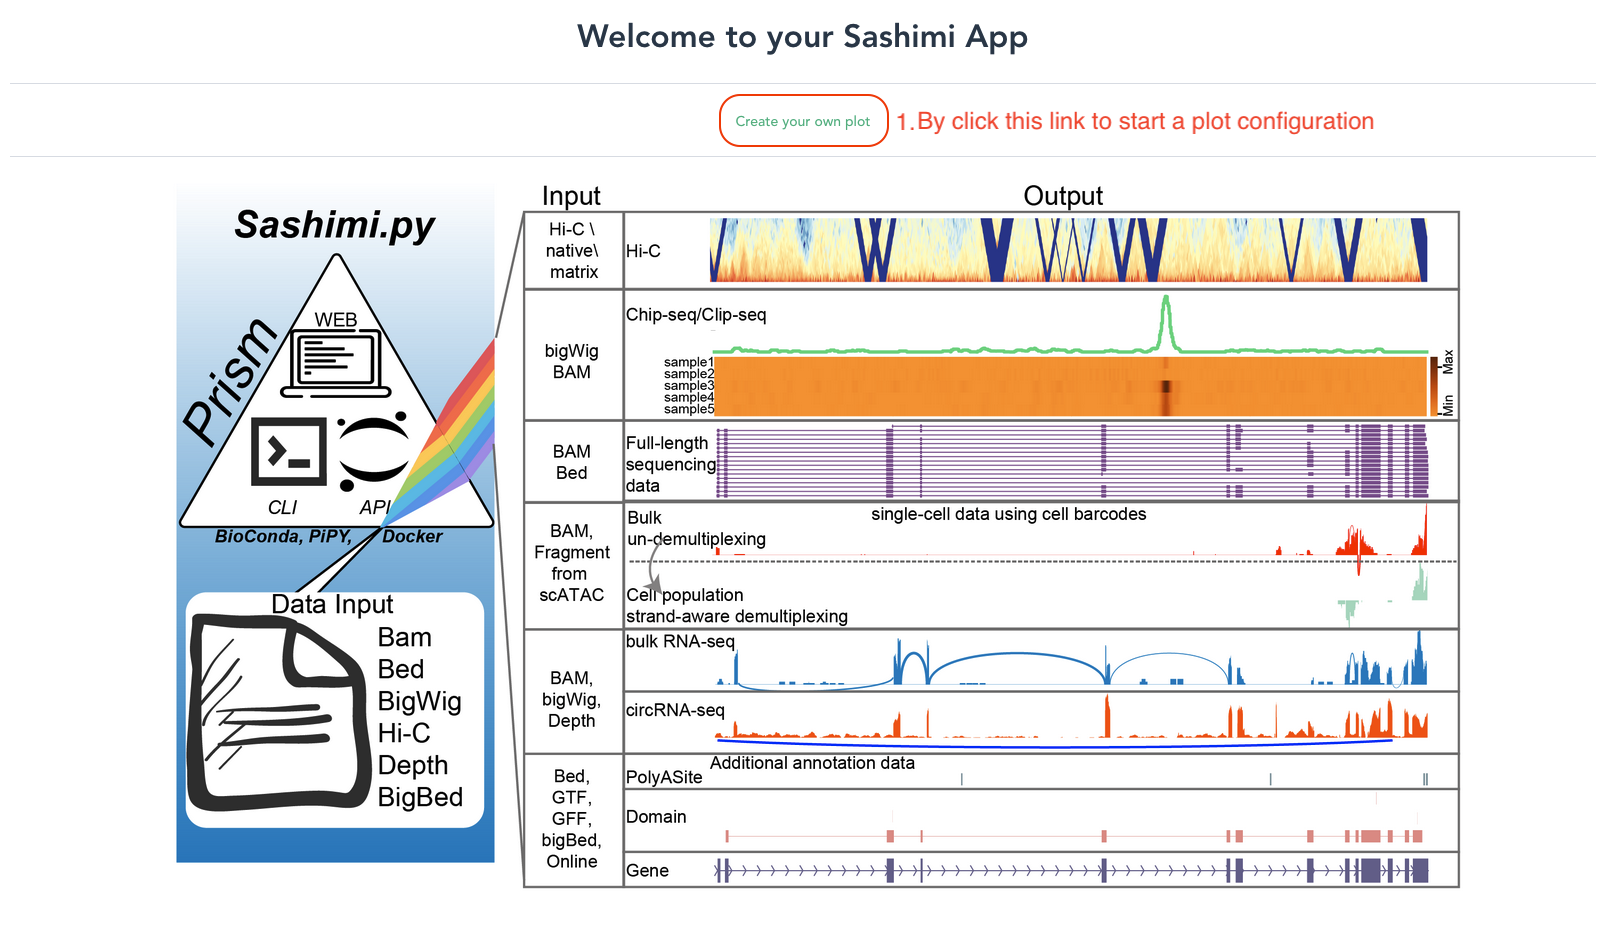 Welcome to your Sashimi App
Create your own plot
1.By click this link to start a plot configuration
Sashimi.py
Prism
WEB
CLI
API
BioConda, PiPY, Docker
Data Input
Bam
Bed
BigWig
Hi-C
Depth
BigBed
Input
Output
Hi-C \
native\
matrix
Hi-C
bigWig
BAM
Chip-seq/Clip-seq
sample1
sample2
sample3
sample4
sample5
Max
Min
BAM
Bed
Full-length
sequencing
data
BAM,
Fragment
from
scATAC
Bulk
un-demultiplexing
single-cell data using cell barcodes
Cell population
strand-aware demultiplexing
BAM,
bigWig,
Depth
bulk RNA-seq
circRNA-seq
Bed,
GTF,
GFF,
bigBed,
Online
Additional annotation data
PolyASite
Domain
Gene